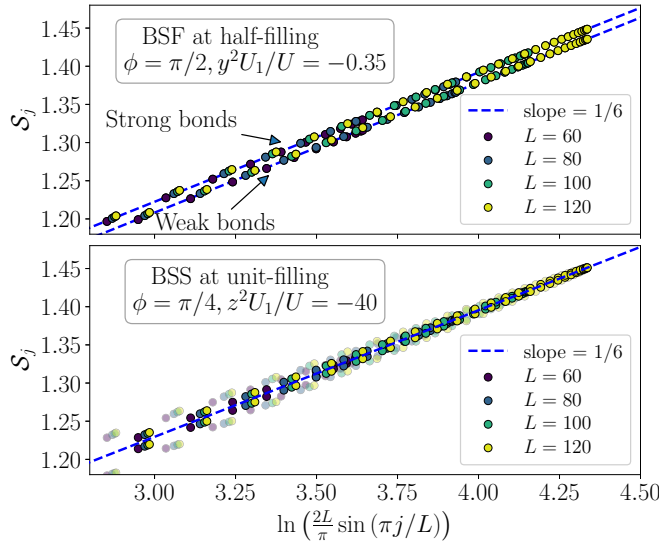 BSF at half-filling
ϕ = π/2, y²U₁/U = −0.35
Strong bonds
Weak bonds
slope = 1/6
L = 60
L = 80
L = 100
L = 120
1.45
1.40
1.35
1.30
1.25
1.20
𝒮ⱼ
BSS at unit-filling
ϕ = π/4, z²U₁/U = −40
slope = 1/6
L = 60
L = 80
L = 100
L = 120
1.45
1.40
1.35
1.30
1.25
1.20
𝒮ⱼ
3.00 3.25 3.50 3.75 4.00 4.25 4.50
ln (2L/π sin (πj/L))